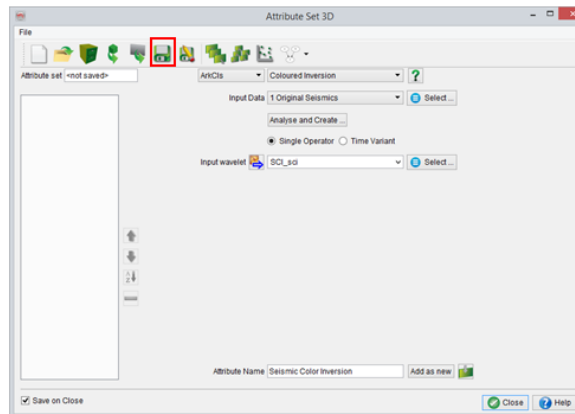 Attribute Set 3D
File
Attribute set <not saved> ArkCls Coloured Inversion ?
Input Data 1 Original Seismics Select ...
Analyse and Create ...
Single Operator Time Variant
Input wavelet SCI_sci Select ...
Attribute Name Seismic Color Inversion Add as new
Save on Close Close Help